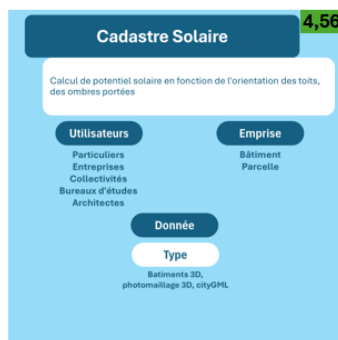 4,56
Cadastre Solaire
Calcul de potentiel solaire en fonction de l'orientation des toits,
des ombres portées
Utilisateurs
Particuliers
Entreprises
Collectivités
Bureaux d'études
Architectes
Emprise
Bâtiment
Parcelle
Donnée
Type
Batiments 3D,
photomaillage 3D, cityGML